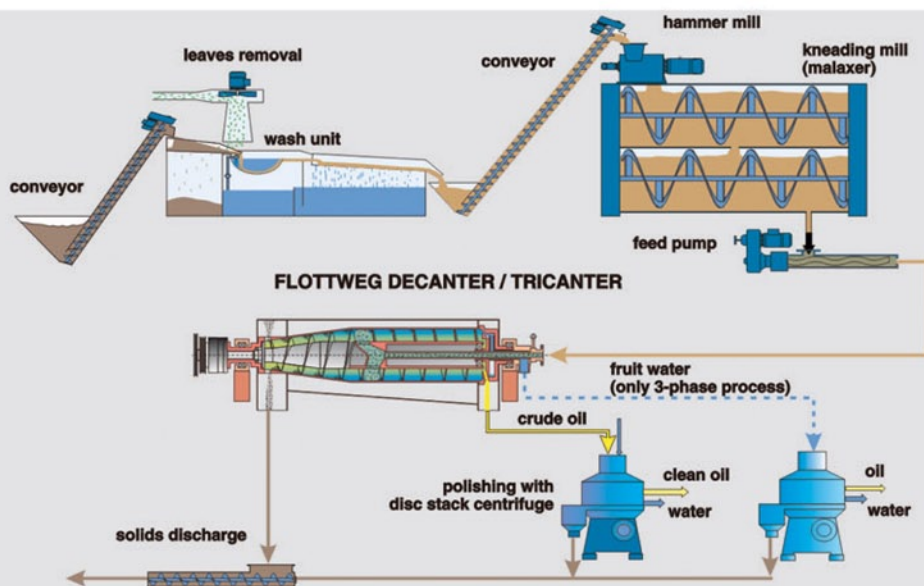 hammer mill
leaves removal
conveyor
kneading mill
(malaxer)
wash unit
conveyor
feed pump
FLOTTWEG DECANTER / TRICANTER
fruit water
(only 3-phase process)
crude oil
polishing with
disc stack centrifuge
clean oil
water
oil
water
solids discharge